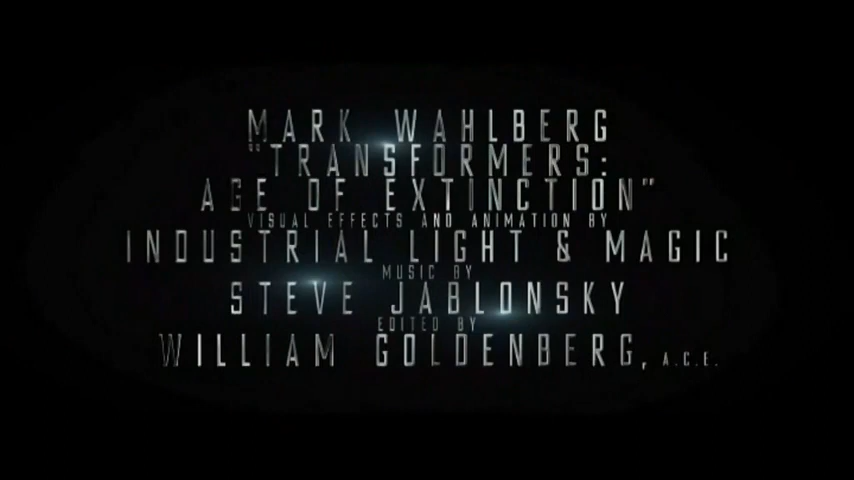 MARK WAHLBERG
"TRANSFORMERS:
AGE OF EXTINCTION"
VISUAL EFFECTS AND ANIMATION BY
INDUSTRIAL LIGHT & MAGIC
MUSIC BY
STEVE JABLONSKY
EDITED BY
WILLIAM GOLDENBERG, A.C.E.